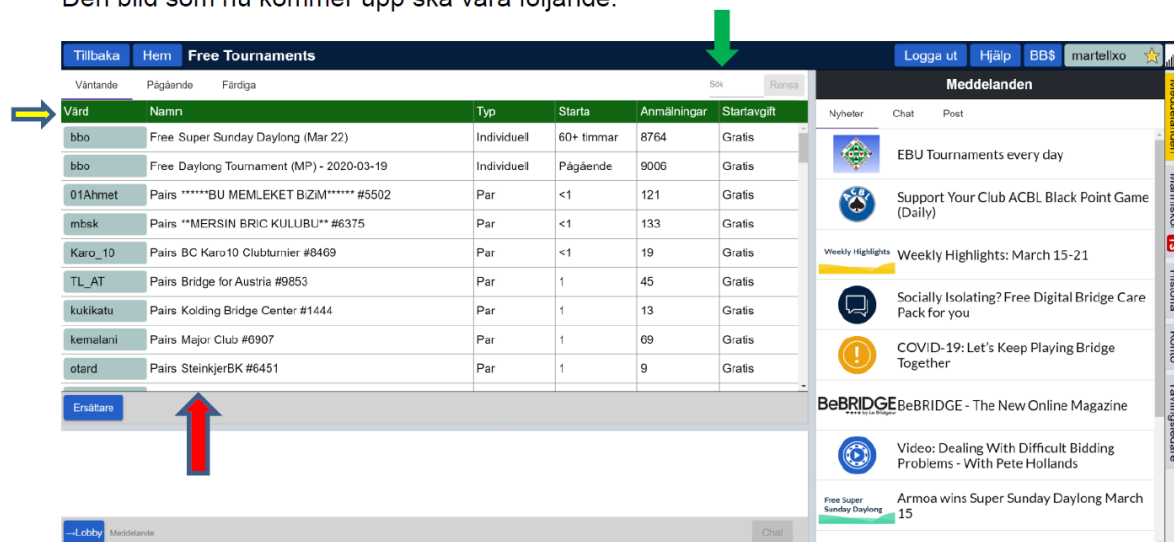 Den bild som nu kommer upp ska vara följande:
Tillbaka Hem Free Tournaments Logga ut Hjälp BB$ martellxo
Väntande Pågående Färdiga Sök Rensa
Värd Namn Typ Starta Anmälningar Startavgift
bbo Free Super Sunday Daylong (Mar 22) Individuell 60+ timmar 8764 Gratis
bbo Free Daylong Tournament (MP) - 2020-03-19 Individuell Pågående 9006 Gratis
01Ahmet Pairs ******BU MEMLEKET BiZiM****** #5502 Par <1 121 Gratis
mbsk Pairs **MERSIN BRIC KULUBU** #6375 Par <1 133 Gratis
Karo_10 Pairs BC Karo10 Clubturnier #8469 Par <1 19 Gratis
TL_AT Pairs Bridge for Austria #9853 Par 1 45 Gratis
kukikatu Pairs Kolding Bridge Center #1444 Par 1 13 Gratis
kemalani Pairs Major Club #6907 Par 1 69 Gratis
otard Pairs SteinkjerBK #6451 Par 1 9 Gratis
Ersättare
→Lobby Meddelande Chat
Meddelanden
Nyheter Chat Post
EBU Tournaments every day
ACBL
Support Your Club ACBL Black Point Game
(Daily)
Weekly Highlights
Weekly Highlights: March 15-21
Socially Isolating? Free Digital Bridge Care
Pack for you
COVID-19: Let's Keep Playing Bridge
Together
BeBRIDGE
BeBRIDGE - The New Online Magazine
Video: Dealing With Difficult Bidding
Problems - With Pete Hollands
Free Super
Sunday Daylong
Armoa wins Super Sunday Daylong March
15
Meddelanden
Historia
Konto
Tävlingsledare